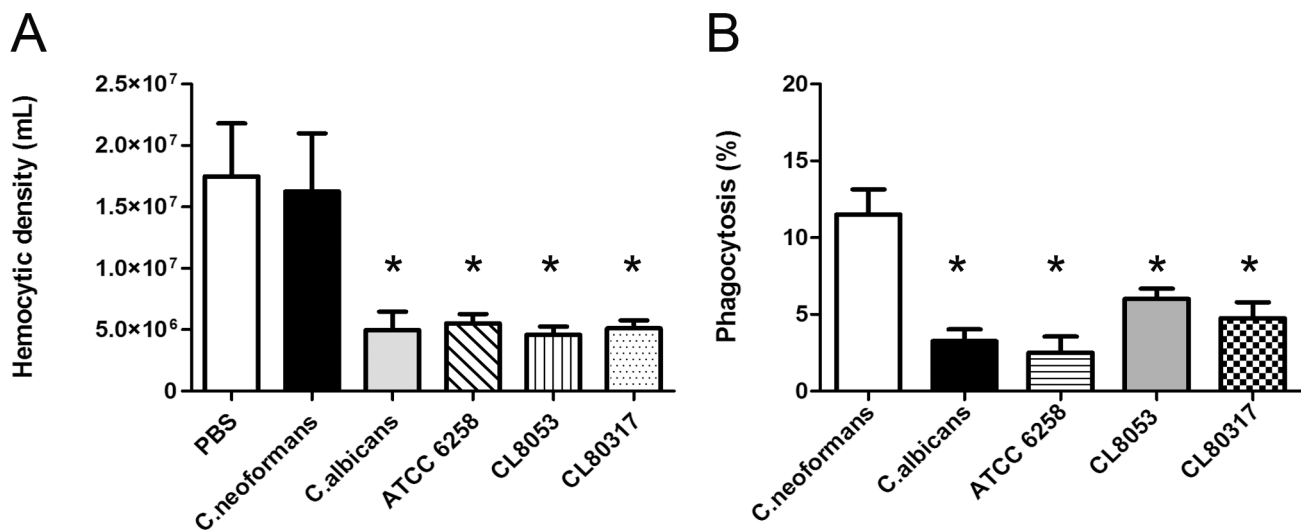 A
Hemocytic density (mL)
2.5×10⁷
2.0×10⁷
1.5×10⁷
1.0×10⁷
5.0×10⁶
0
* * * *
PBS
C.neoformans
C.albicans
ATCC 6258
CL8053
CL80317
B
Phagocytosis (%)
20
15
10
5
0
* * * *
C.neoformans
C.albicans
ATCC 6258
CL8053
CL80317